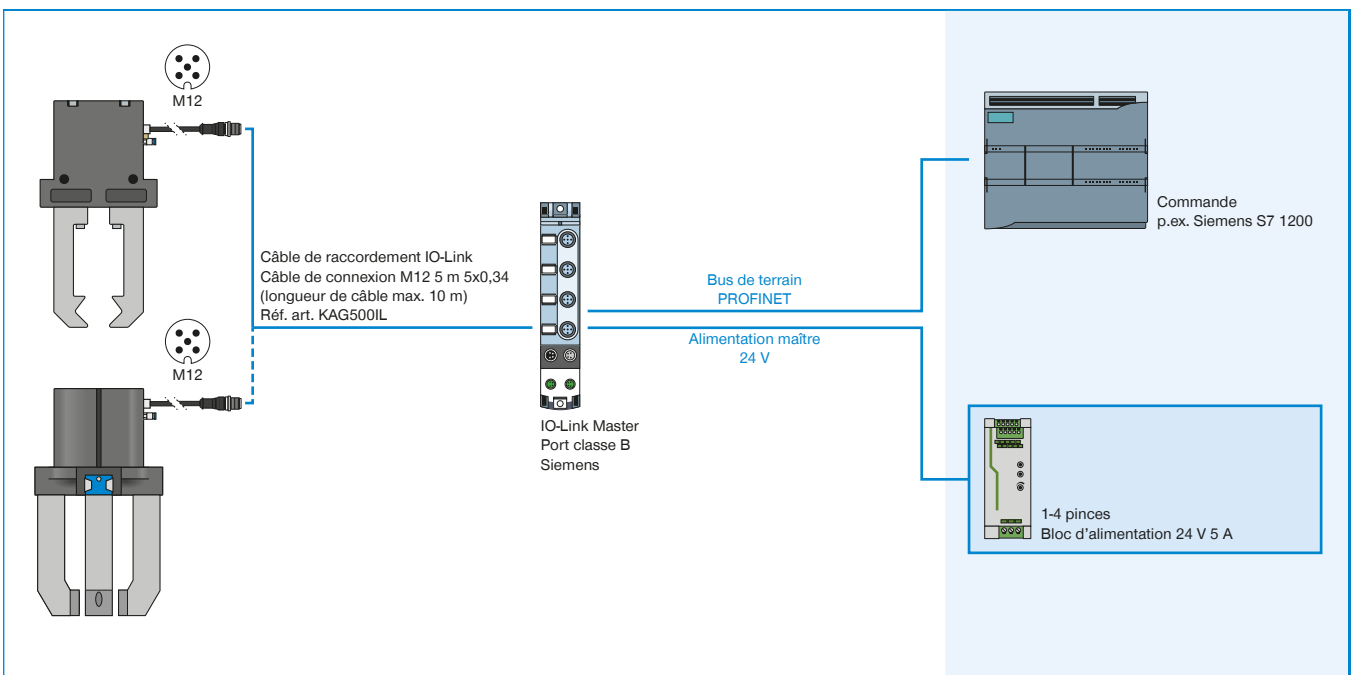 M12
Câble de raccordement IO-Link
Câble de connexion M12 5 m 5x0,34
(longueur de câble max. 10 m)
Réf. art. KAG500IL
M12
IO-Link Master
Port classe B
Siemens
Bus de terrain
PROFINET
Alimentation maître
24 V
Commande
p.ex. Siemens S7 1200
1-4 pinces
Bloc d'alimentation 24 V 5 A